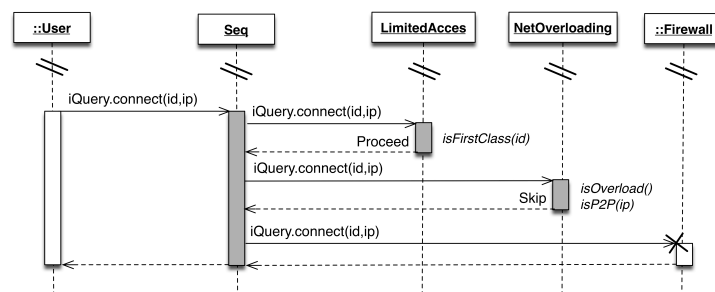 ::User
Seq
LimitedAcces
NetOverloading
::Firewall
iQuery.connect(id,ip)
iQuery.connect(id,ip)
Proceed
isFirstClass(id)
iQuery.connect(id,ip)
Skip
isOverload()
isP2P(ip)
iQuery.connect(id,ip)